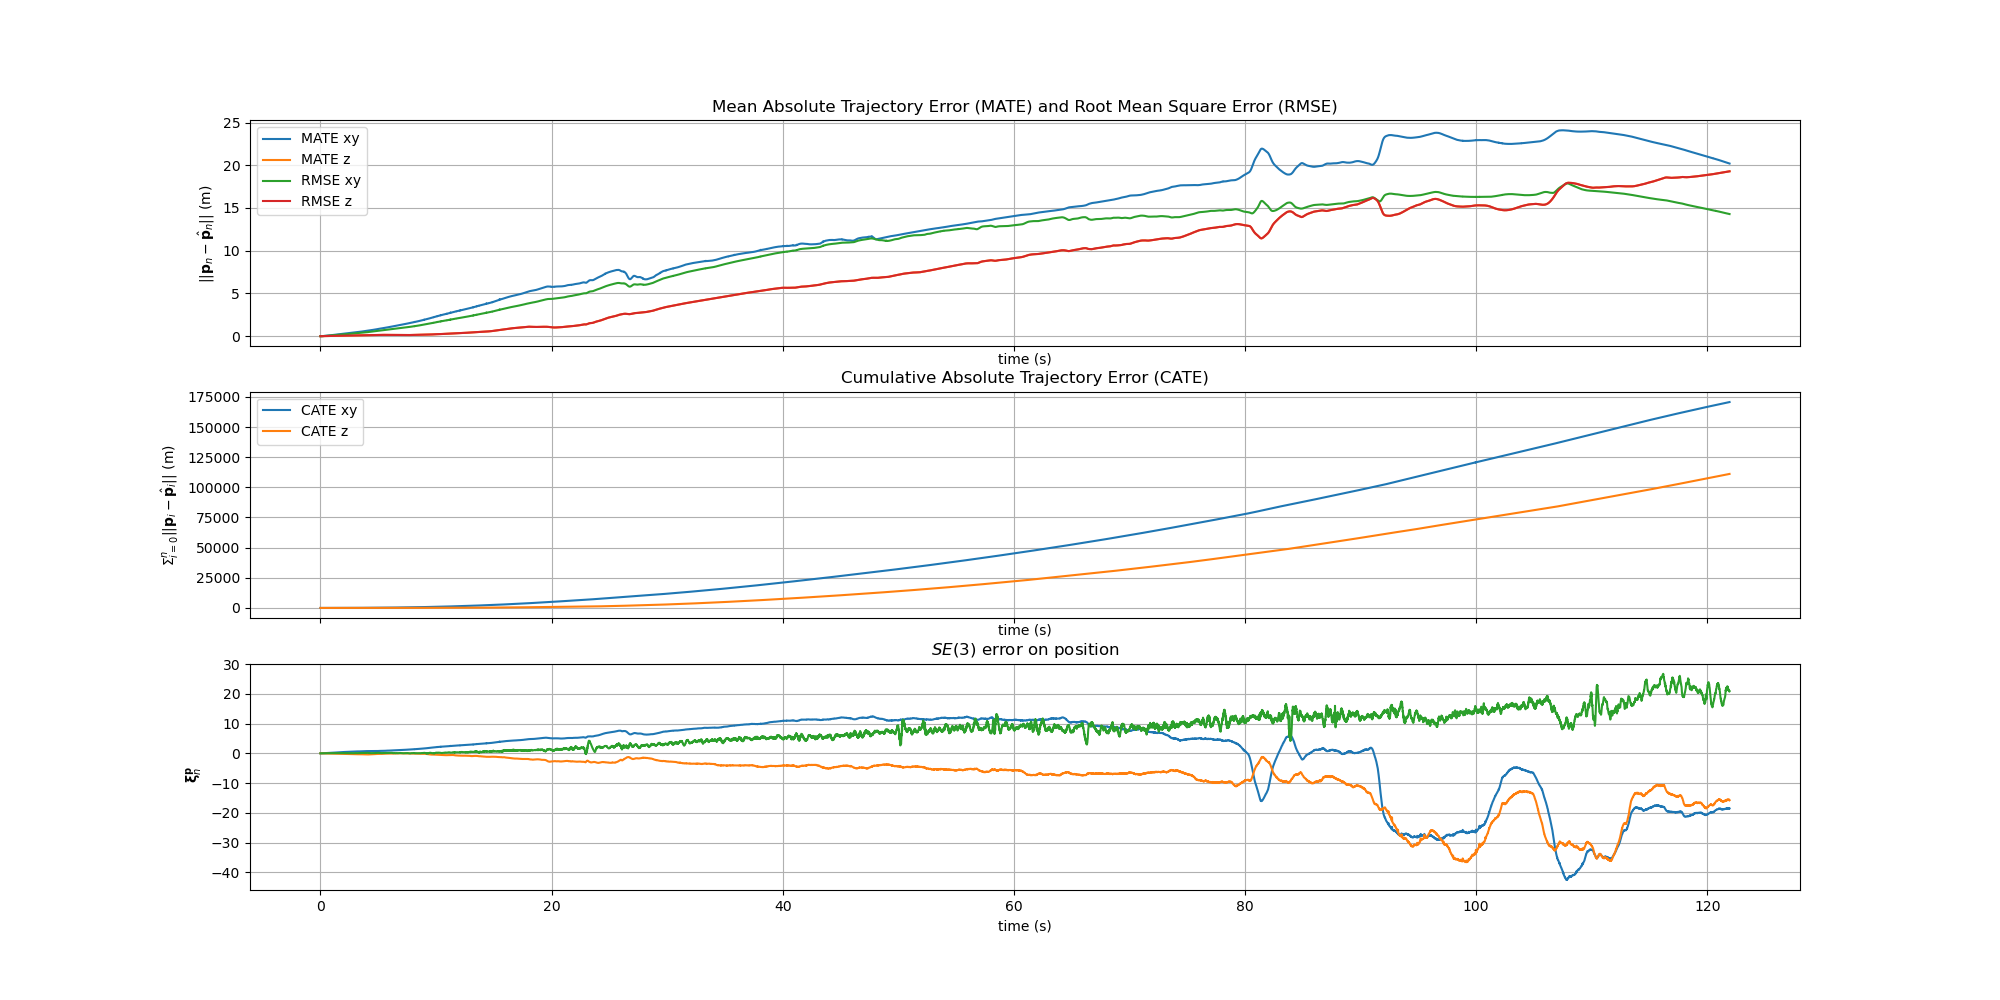 Mean Absolute Trajectory Error (MATE) and Root Mean Square Error (RMSE)
25
20
15
10
5
0
||𝐩ₙ − 𝐩̂ₙ|| (m)
MATE xy
MATE z
RMSE xy
RMSE z
time (s)
Cumulative Absolute Trajectory Error (CATE)
175000
150000
125000
100000
75000
50000
25000
0
Σⁿᵢ₌₀||𝐩ᵢ − 𝐩̂ᵢ|| (m)
CATE xy
CATE z
time (s)
SE(3) error on position
30
20
10
0
−10
−20
−30
−40
𝛏ₙᵖ
0 20 40 60 80 100 120
time (s)